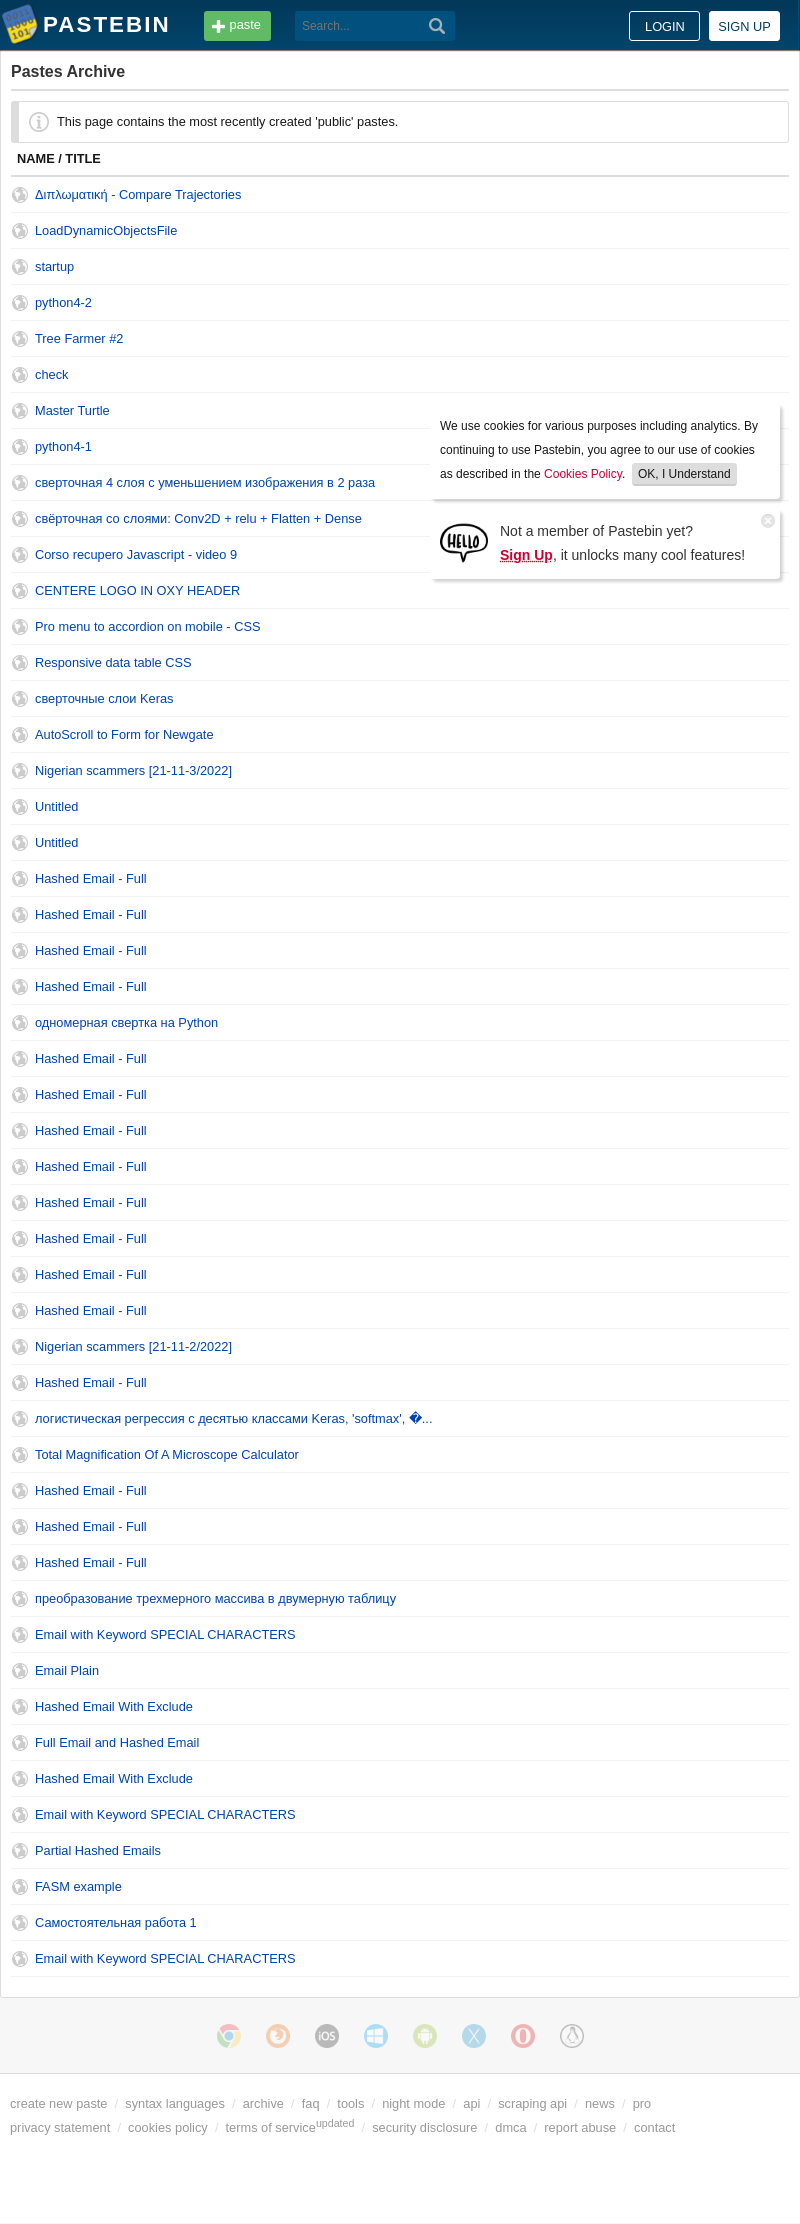 PASTEBIN paste Search... LOGIN SIGN UP
Pastes Archive
This page contains the most recently created 'public' pastes.
NAME / TITLE
Διπλωματική - Compare Trajectories
LoadDynamicObjectsFile
startup
python4-2
Tree Farmer #2
check
Master Turtle
python4-1
сверточная 4 слоя с уменьшением изображения в 2 раза
свёрточная со слоями: Conv2D + relu + Flatten + Dense
Corso recupero Javascript - video 9
We use cookies for various purposes including analytics. By
continuing to use Pastebin, you agree to our use of cookies
as described in the Cookies Policy. OK, I Understand
HELLO
Not a member of Pastebin yet?
Sign Up, it unlocks many cool features!
CENTERE LOGO IN OXY HEADER
Pro menu to accordion on mobile - CSS
Responsive data table CSS
сверточные слои Keras
AutoScroll to Form for Newgate
Nigerian scammers [21-11-3/2022]
Untitled
Untitled
Hashed Email - Full
Hashed Email - Full
Hashed Email - Full
Hashed Email - Full
одномерная свертка на Python
Hashed Email - Full
Hashed Email - Full
Hashed Email - Full
Hashed Email - Full
Hashed Email - Full
Hashed Email - Full
Hashed Email - Full
Hashed Email - Full
Nigerian scammers [21-11-2/2022]
Hashed Email - Full
логистическая регрессия с десятью классами Keras, 'softmax', �...
Total Magnification Of A Microscope Calculator
Hashed Email - Full
Hashed Email - Full
Hashed Email - Full
преобразование трехмерного массива в двумерную таблицу
Email with Keyword SPECIAL CHARACTERS
Email Plain
Hashed Email With Exclude
Full Email and Hashed Email
Hashed Email With Exclude
Email with Keyword SPECIAL CHARACTERS
Partial Hashed Emails
FASM example
Самостоятельная работа 1
Email with Keyword SPECIAL CHARACTERS
iOS
create new paste / syntax languages / archive / faq / tools / night mode / api / scraping api / news / pro
privacy statement / cookies policy / terms of service updated / security disclosure / dmca / report abuse / contact